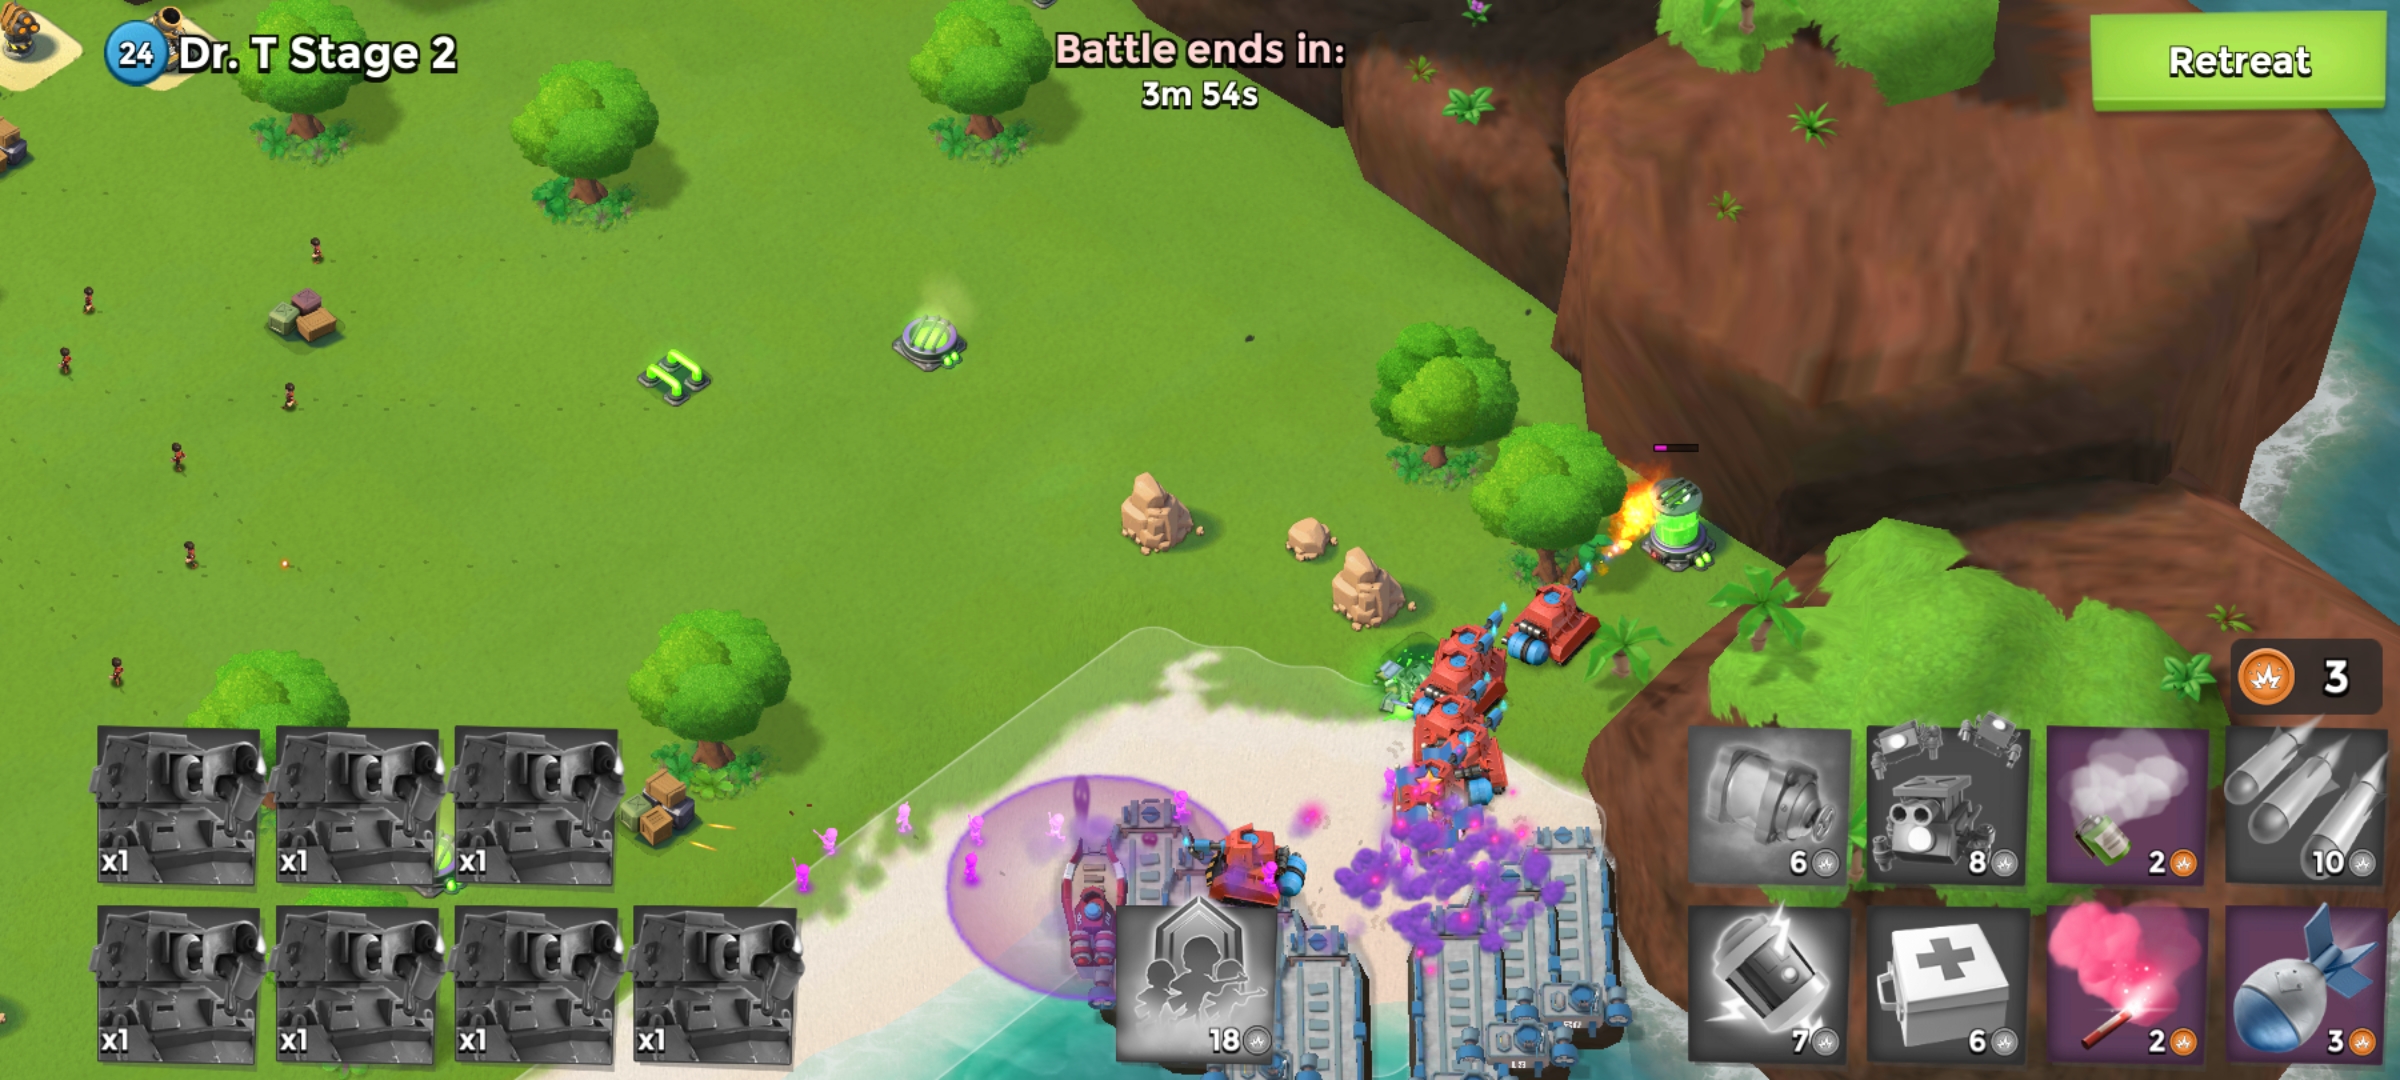 24 Dr. T Stage 2
Battle ends in:
3m 54s
Retreat
3
x1 x1 x1
6 8 2 10
x1 x1 x1 x1
18
7 6 2 3